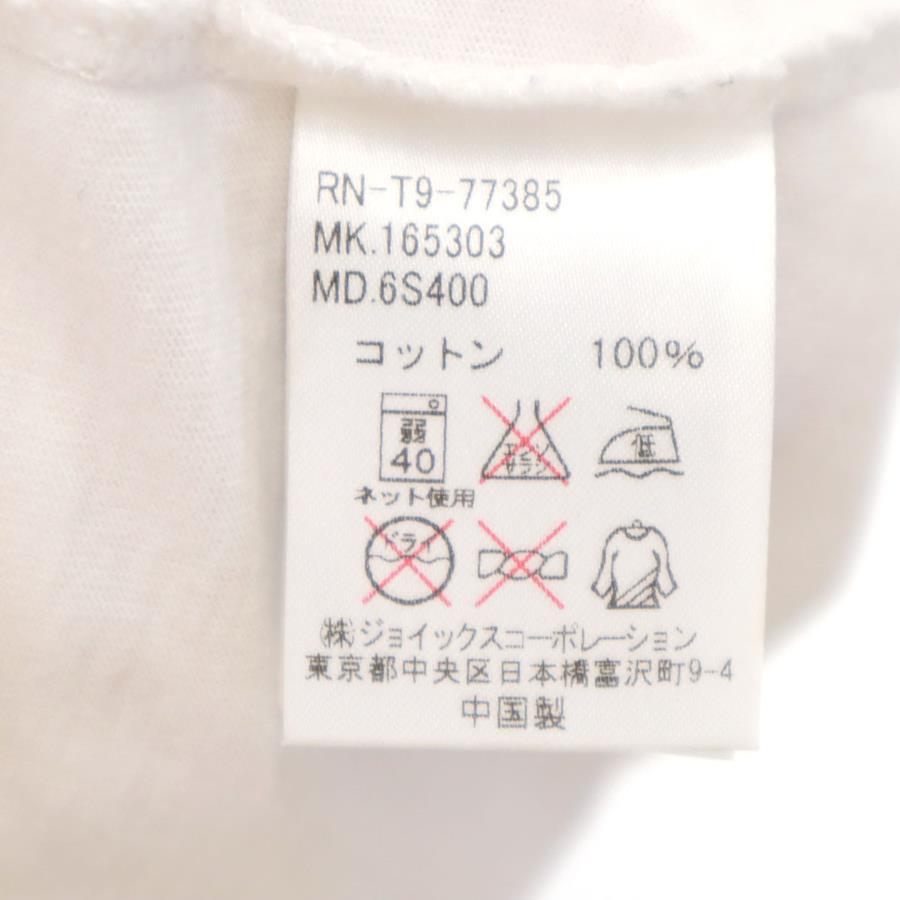 RN-T9-77385
MK.165303
MD.6S400
コットン 100%
弱
40
エンソ
サラシ
低
ネット使用
ドライ
(株)ジョイックスコーポレーション
東京都中央区日本橋富沢町9-4
中国製